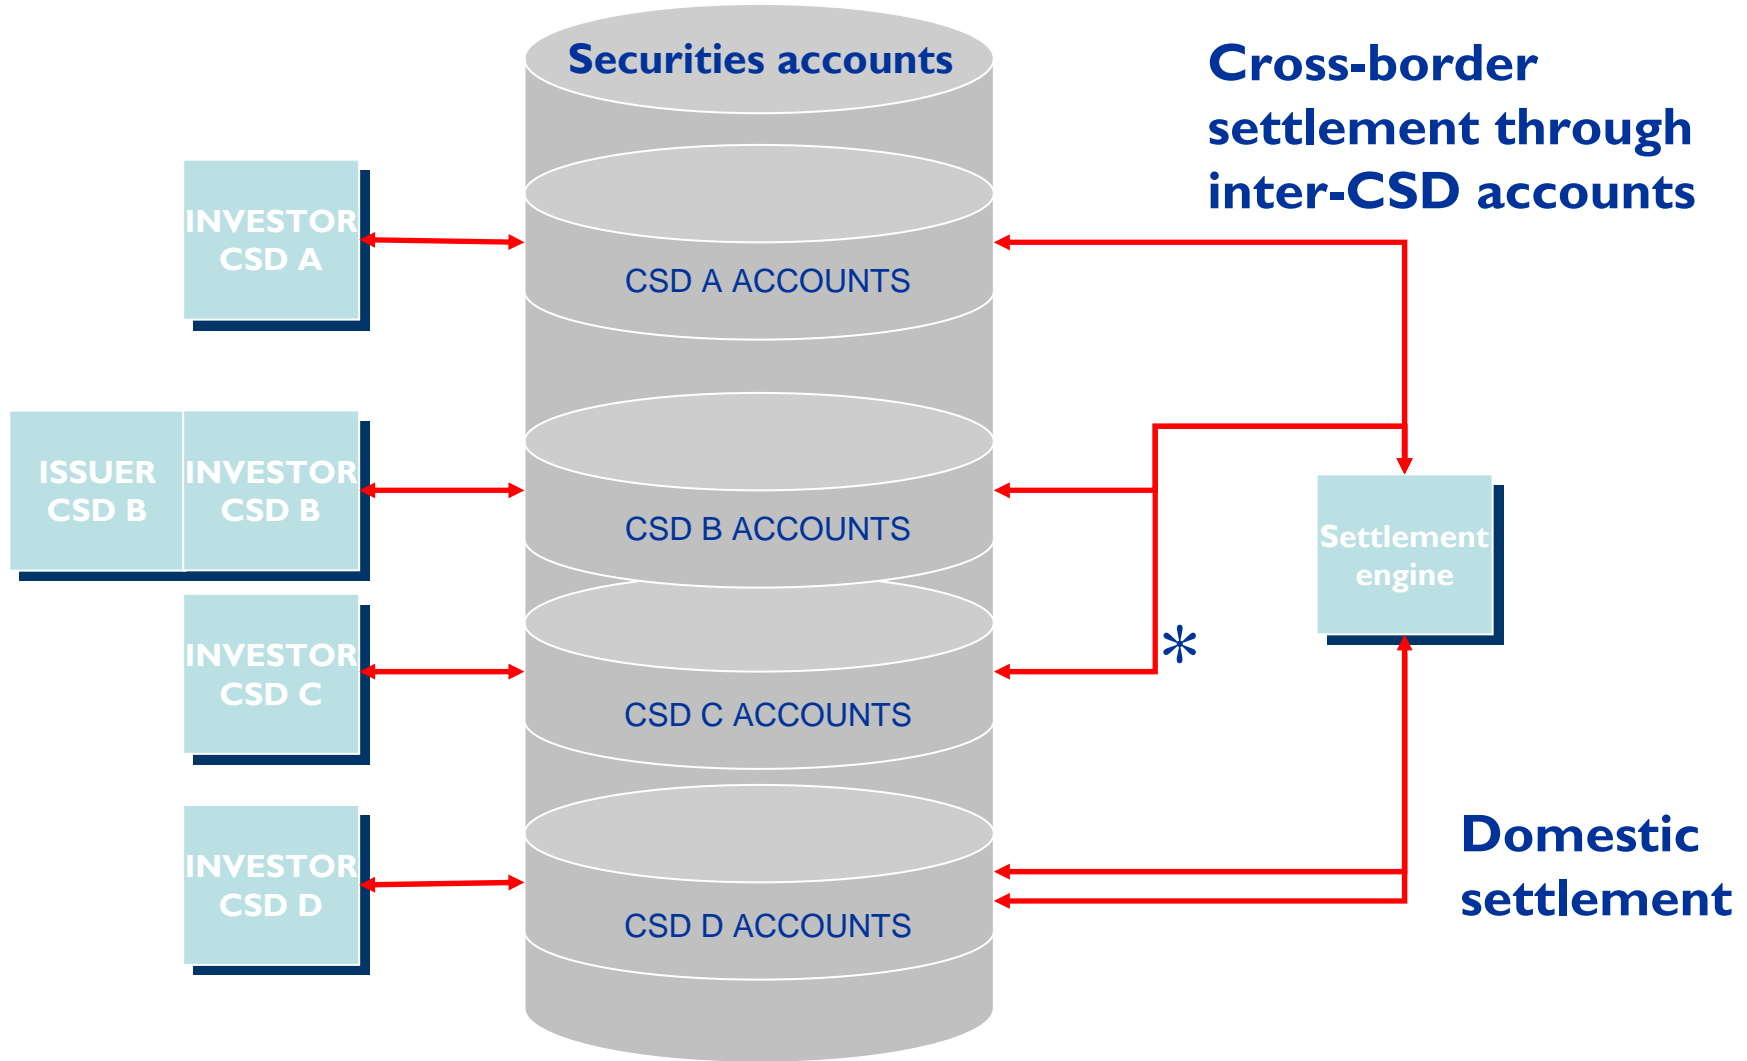 Securities accounts
Cross-border
settlement through
inter-CSD accounts
INVESTOR
CSD A
CSD A ACCOUNTS
ISSUER
CSD B
INVESTOR
CSD B
CSD B ACCOUNTS
Settlement
engine
INVESTOR
CSD C
*
CSD C ACCOUNTS
INVESTOR
CSD D
CSD D ACCOUNTS
Domestic
settlement